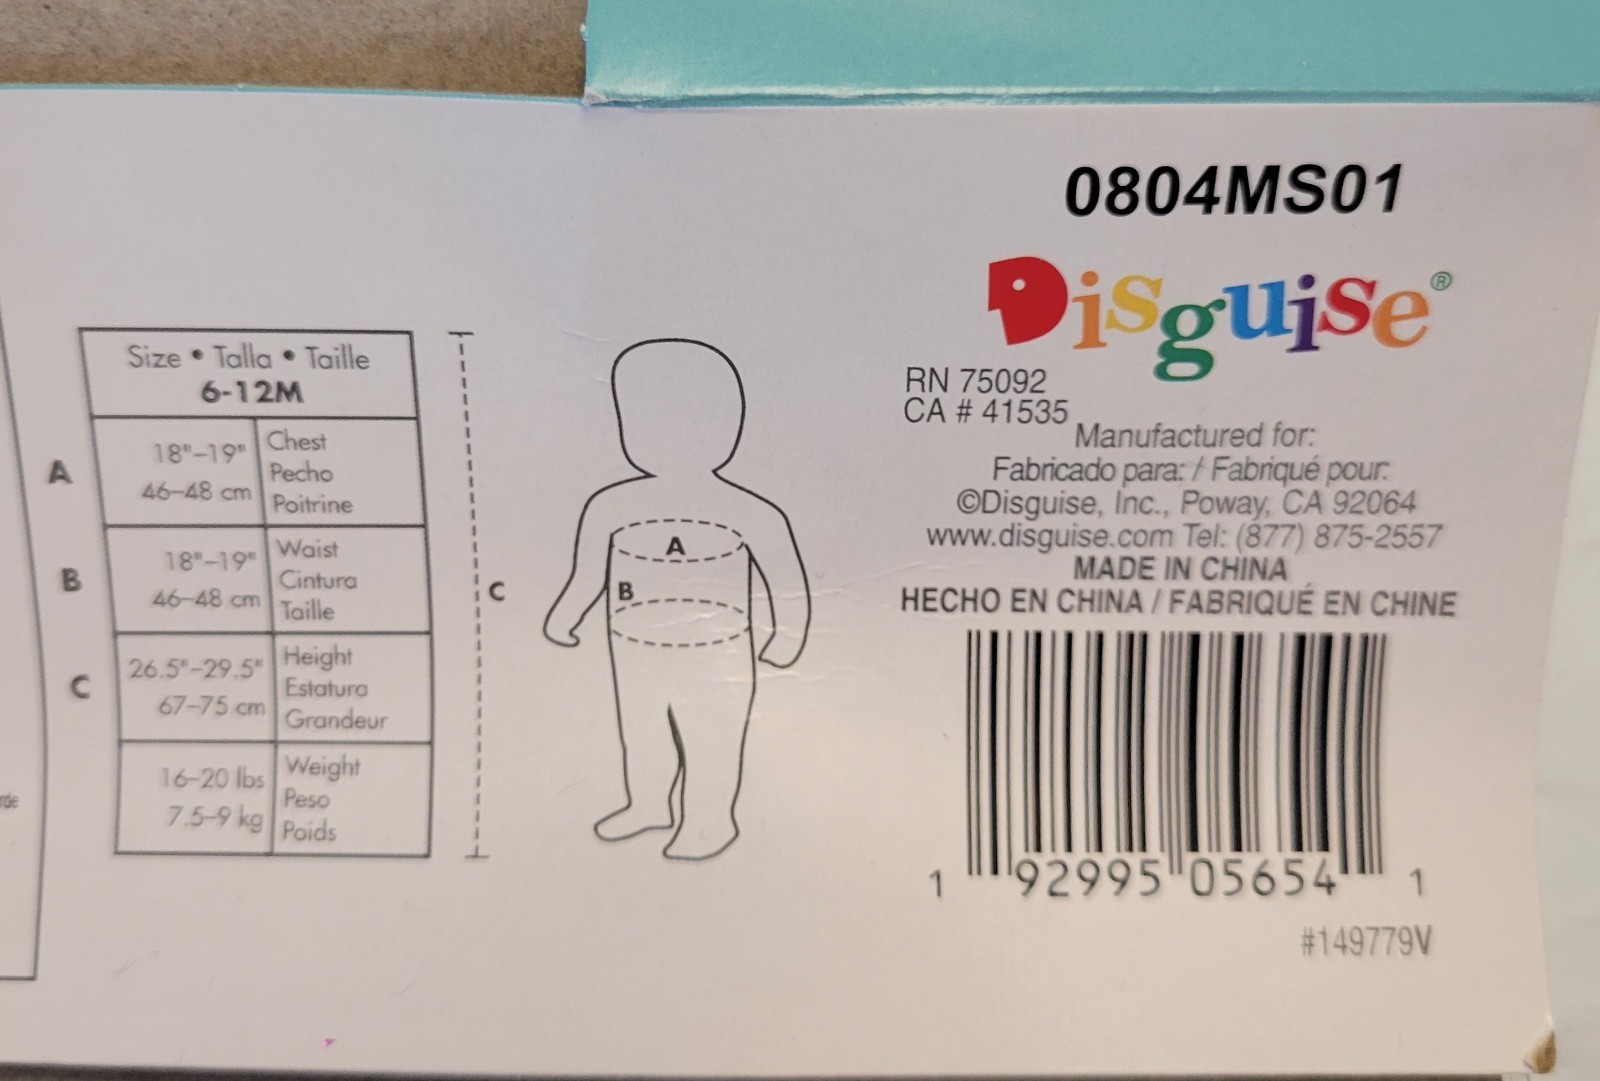 rde
Size • Talla • Taille
6-12M
A
18"–19"
46–48 cm
Chest
Pecho
Poitrine
B
18"–19"
46–48 cm
Waist
Cintura
Taille
C
26.5"–29.5"
67–75 cm
Height
Estatura
Grandeur
16–20 lbs
7.5–9 kg
Weight
Peso
Poids
C
A
B
0804MS01
Disguise®
RN 75092
CA # 41535
Manufactured for:
Fabricado para: / Fabriqué pour:
©Disguise, Inc., Poway, CA 92064
www.disguise.com Tel: (877) 875-2557
MADE IN CHINA
HECHO EN CHINA / FABRIQUÉ EN CHINE
1 92995 05654 1
#149779V